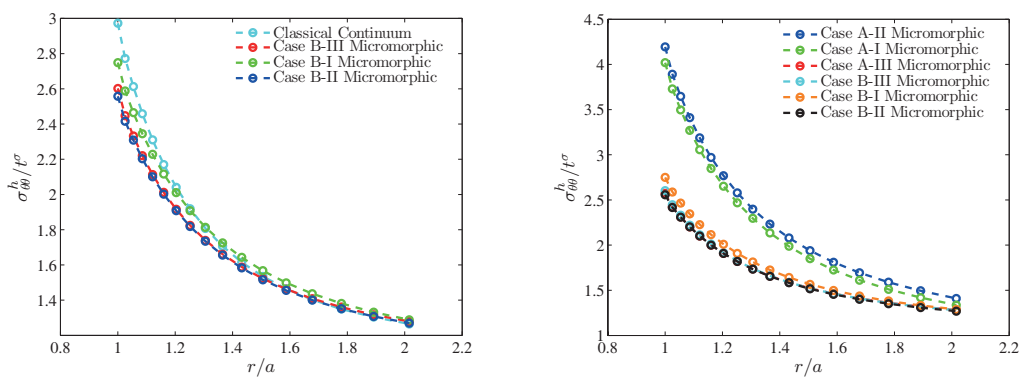 3
2.8
2.6
2.4
2.2
2
1.8
1.6
1.4
0.8
1
1.2
1.4
1.6
1.8
2
2.2
r/a
σʰθθ/tσ
Classical Continuum
Case B-III Micromorphic
Case B-I Micromorphic
Case B-II Micromorphic
4.5
4
3.5
3
2.5
2
1.5
1
0.8
1
1.2
1.4
1.6
1.8
2
2.2
r/a
σʰθθ/tσ
Case A-II Micromorphic
Case A-I Micromorphic
Case A-III Micromorphic
Case B-III Micromorphic
Case B-I Micromorphic
Case B-II Micromorphic